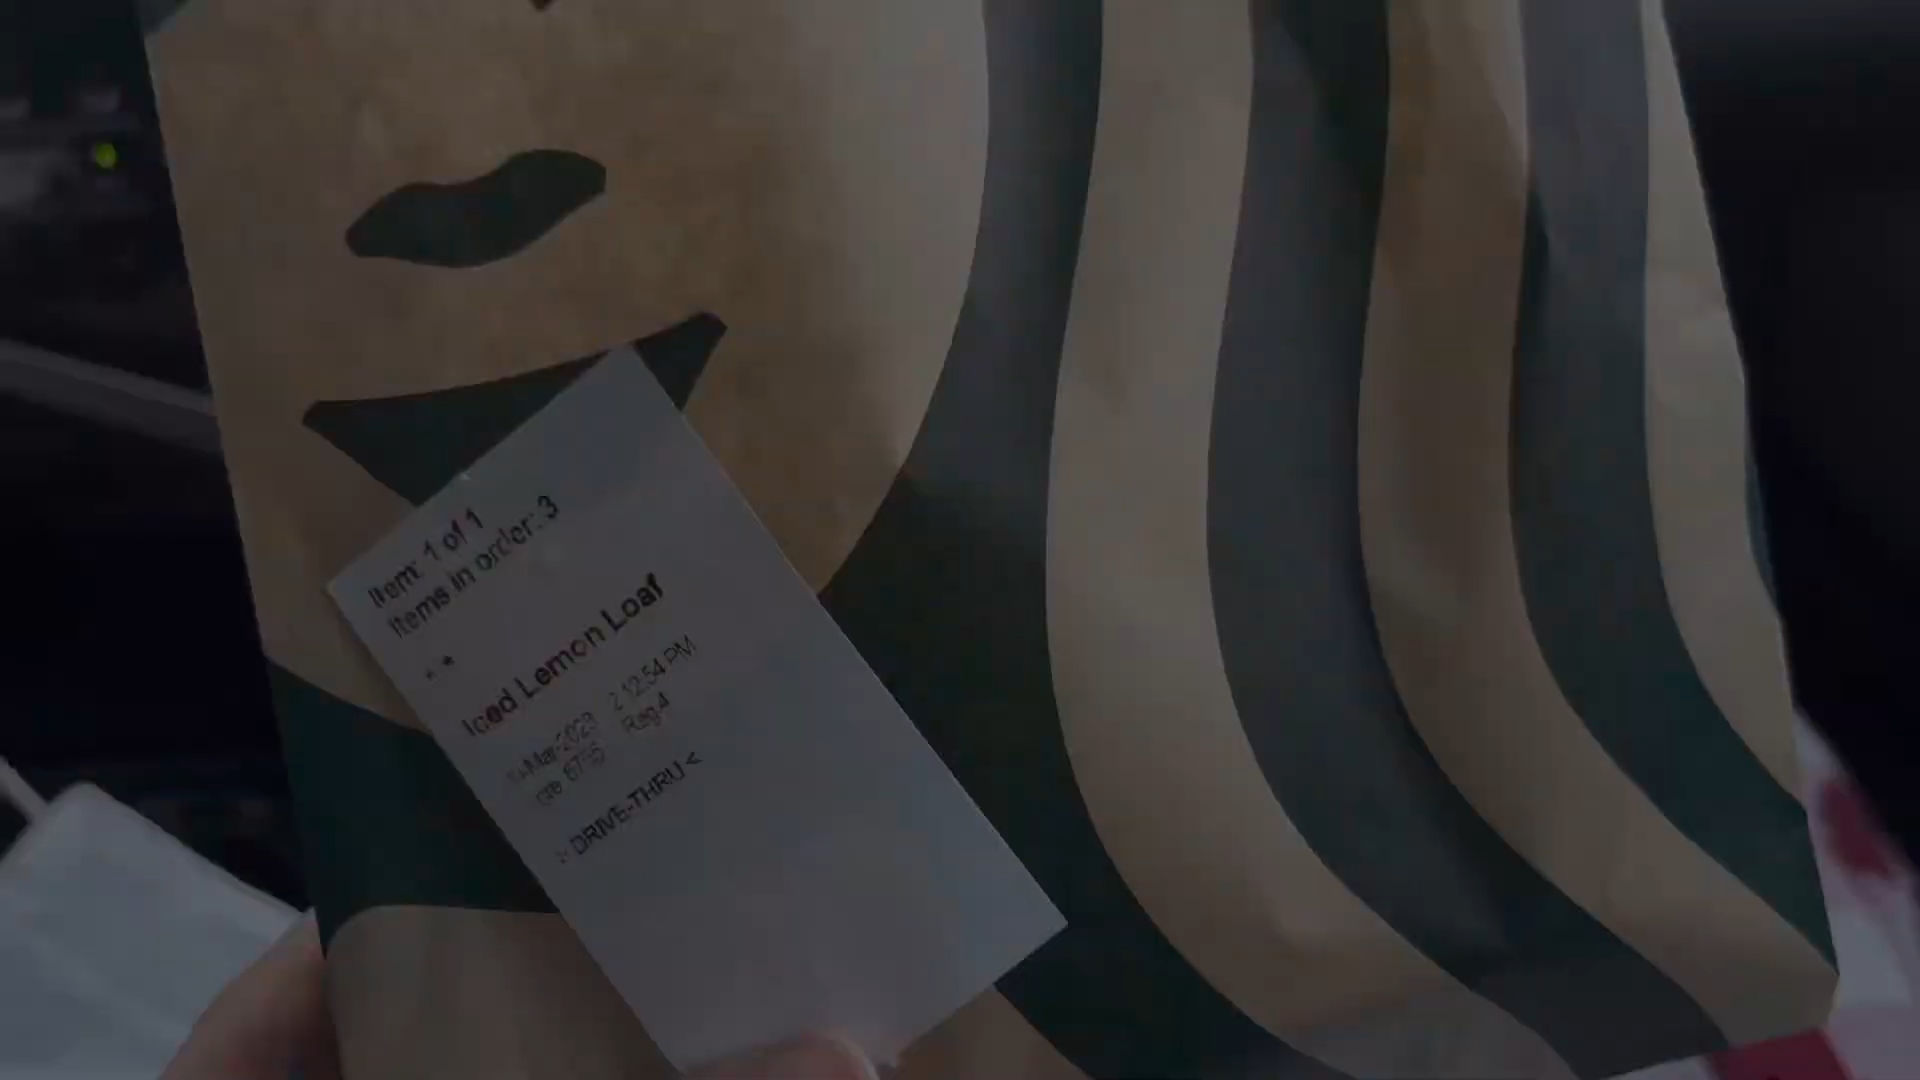 Item: 1 of 1
Items in order: 3
* *
Iced Lemon Loaf
2:12:54 PM
Reg:4
> DRIVE-THRU <